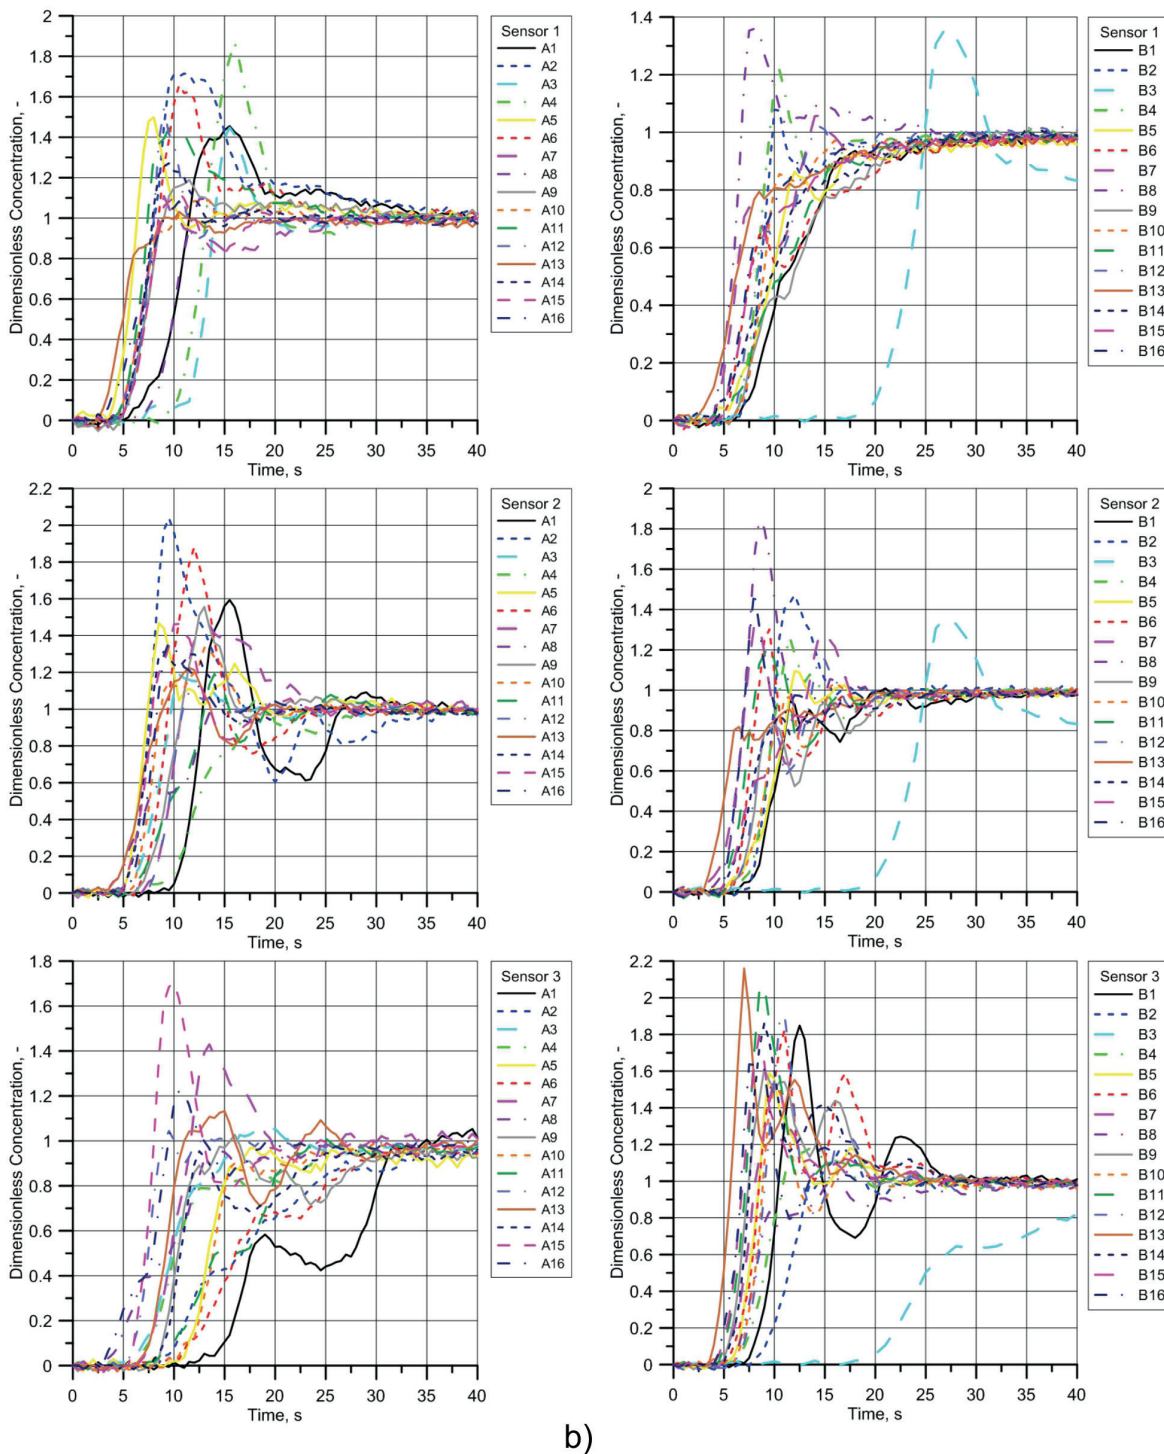 Sensor 1
A1
A2
A3
A4
A5
A6
A7
A8
A9
A10
A11
A12
A13
A14
A15
A16
2
1.8
1.6
1.4
1.2
1
0.8
0.6
0.4
0.2
0
Dimensionless Concentration, -
0 5 10 15 20 25 30 35 40
Time, s
Sensor 1
B1
B2
B3
B4
B5
B6
B7
B8
B9
B10
B11
B12
B13
B14
B15
B16
1.4
1.2
1
0.8
0.6
0.4
0.2
0
Dimensionless Concentration, -
0 5 10 15 20 25 30 35 40
Time, s
Sensor 2
A1
A2
A3
A4
A5
A6
A7
A8
A9
A10
A11
A12
A13
A14
A15
A16
2.2
2
1.8
1.6
1.4
1.2
1
0.8
0.6
0.4
0.2
0
Dimensionless Concentration, -
0 5 10 15 20 25 30 35 40
Time, s
Sensor 2
B1
B2
B3
B4
B5
B6
B7
B8
B9
B10
B11
B12
B13
B14
B15
B16
2
1.8
1.6
1.4
1.2
1
0.8
0.6
0.4
0.2
0
Dimensionless Concentration, -
0 5 10 15 20 25 30 35 40
Time, s
Sensor 3
A1
A2
A3
A4
A5
A6
A7
A8
A9
A10
A11
A12
A13
A14
A15
A16
1.8
1.6
1.4
1.2
1
0.8
0.6
0.4
0.2
0
Dimensionless Concentration, -
0 5 10 15 20 25 30 35 40
Time, s
Sensor 3
B1
B2
B3
B4
B5
B6
B7
B8
B9
B10
B11
B12
B13
B14
B15
B16
2.2
2
1.8
1.6
1.4
1.2
1
0.8
0.6
0.4
0.2
0
Dimensionless Concentration, -
0 5 10 15 20 25 30 35 40
Time, s
b)